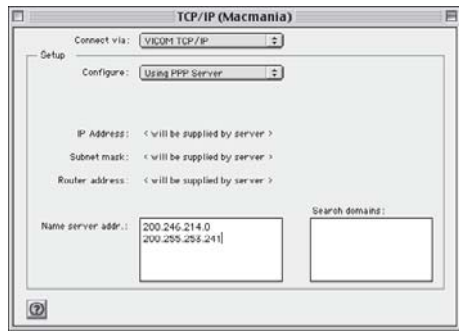 TCP/IP (Macmania)
Connect via: VICOM TCP/IP
Setup
Configure: Using PPP Server
IP Address: < will be supplied by server >
Subnet mask: < will be supplied by server >
Router address: < will be supplied by server >
Search domains:
Name server addr.: 200.246.214.0
200.255.253.241
?